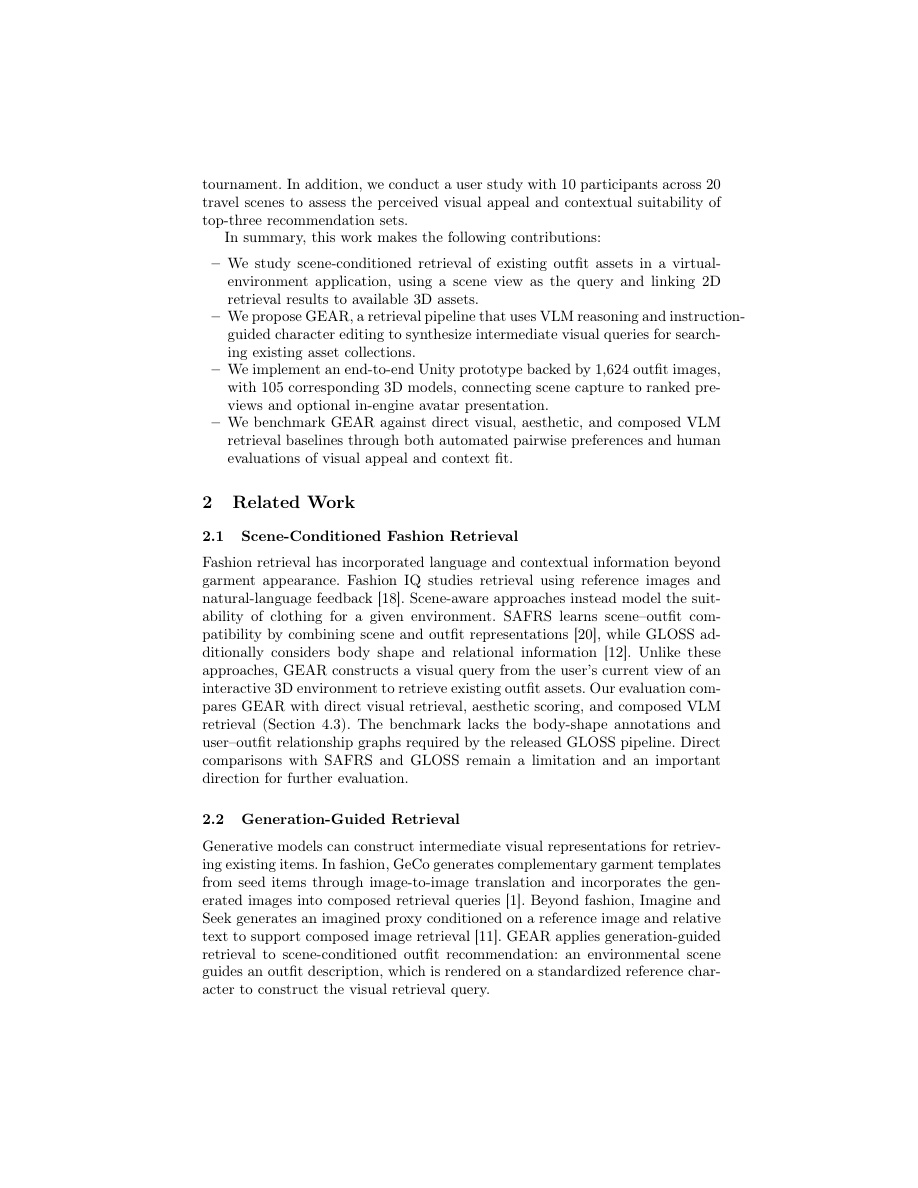 tournament. In addition, we conduct a user study with 10 participants across 20
travel scenes to assess the perceived visual appeal and contextual suitability of
top-three recommendation sets.
In summary, this work makes the following contributions:
– We study scene-conditioned retrieval of existing outfit assets in a virtual-
environment application, using a scene view as the query and linking 2D
retrieval results to available 3D assets.
– We propose GEAR, a retrieval pipeline that uses VLM reasoning and instruction-
guided character editing to synthesize intermediate visual queries for search-
ing existing asset collections.
– We implement an end-to-end Unity prototype backed by 1,624 outfit images,
with 105 corresponding 3D models, connecting scene capture to ranked pre-
views and optional in-engine avatar presentation.
– We benchmark GEAR against direct visual, aesthetic, and composed VLM
retrieval baselines through both automated pairwise preferences and human
evaluations of visual appeal and context fit.
2 Related Work
2.1 Scene-Conditioned Fashion Retrieval
Fashion retrieval has incorporated language and contextual information beyond
garment appearance. Fashion IQ studies retrieval using reference images and
natural-language feedback [18]. Scene-aware approaches instead model the suit-
ability of clothing for a given environment. SAFRS learns scene–outfit com-
patibility by combining scene and outfit representations [20], while GLOSS ad-
ditionally considers body shape and relational information [12]. Unlike these
approaches, GEAR constructs a visual query from the user's current view of an
interactive 3D environment to retrieve existing outfit assets. Our evaluation com-
pares GEAR with direct visual retrieval, aesthetic scoring, and composed VLM
retrieval (Section 4.3). The benchmark lacks the body-shape annotations and
user–outfit relationship graphs required by the released GLOSS pipeline. Direct
comparisons with SAFRS and GLOSS remain a limitation and an important
direction for further evaluation.
2.2 Generation-Guided Retrieval
Generative models can construct intermediate visual representations for retriev-
ing existing items. In fashion, GeCo generates complementary garment templates
from seed items through image-to-image translation and incorporates the gen-
erated images into composed retrieval queries [1]. Beyond fashion, Imagine and
Seek generates an imagined proxy conditioned on a reference image and relative
text to support composed image retrieval [11]. GEAR applies generation-guided
retrieval to scene-conditioned outfit recommendation: an environmental scene
guides an outfit description, which is rendered on a standardized reference char-
acter to construct the visual retrieval query.